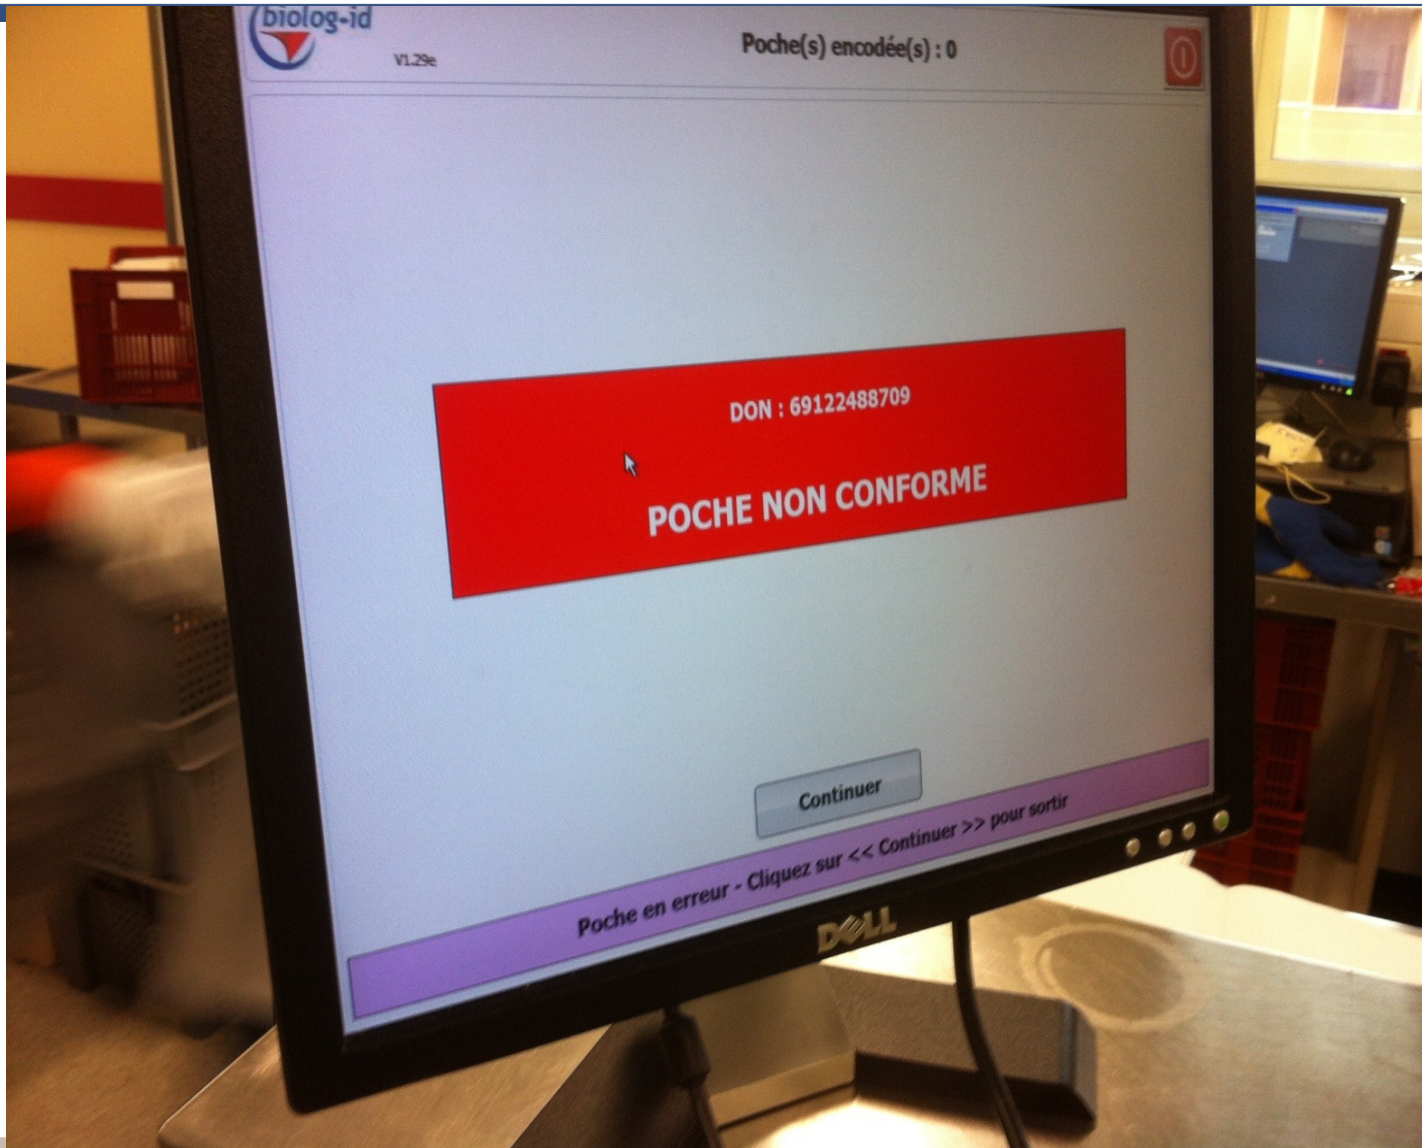 biolog-id
V1.29e
Poche(s) encodée(s) : 0
DON : 69122488709
POCHE NON CONFORME
Continuer
Poche en erreur - Cliquez sur << Continuer >> pour sortir
DELL